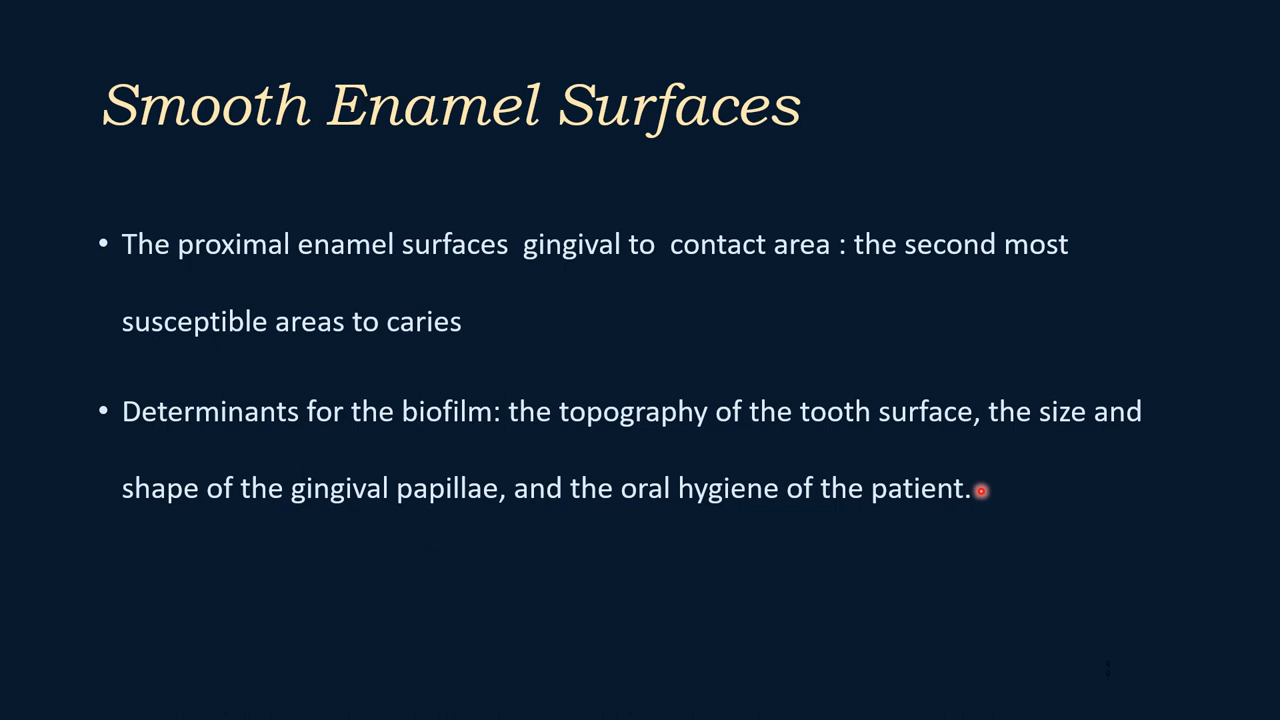 Smooth Enamel Surfaces
• The proximal enamel surfaces  gingival to  contact area : the second most
susceptible areas to caries
• Determinants for the biofilm: the topography of the tooth surface, the size and
shape of the gingival papillae, and the oral hygiene of the patient.